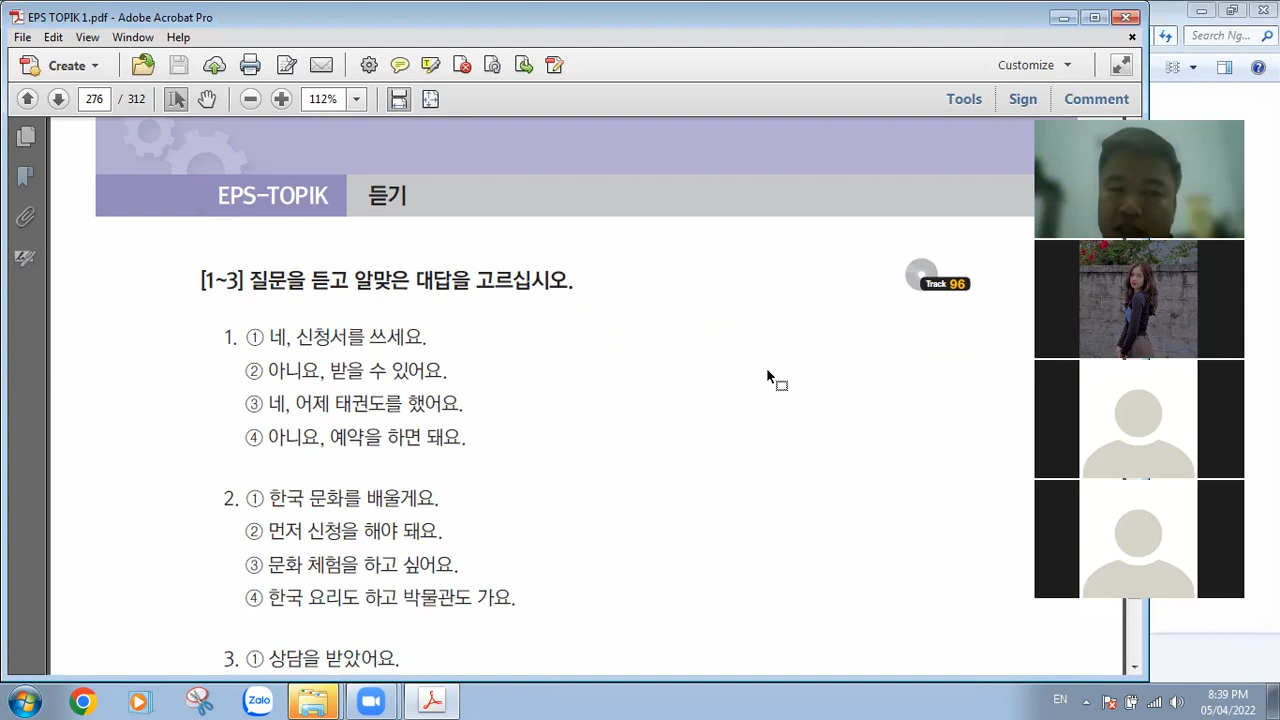 EPS TOPIK 1.pdf - Adobe Acrobat Pro
File Edit View Window Help
Search Ng...
Create
Customize
276 / 312
112%
Tools Sign Comment
EPS-TOPIK 듣기
[1~3] 질문을 듣고 알맞은 대답을 고르십시오.
Track 96
1. ① 네, 신청서를 쓰세요.
② 아니요, 받을 수 있어요.
③ 네, 어제 태권도를 했어요.
④ 아니요, 예약을 하면 돼요.
2. ① 한국 문화를 배울게요.
② 먼저 신청을 해야 돼요.
③ 문화 체험을 하고 싶어요.
④ 한국 요리도 하고 박물관도 가요.
3. ① 상담을 받았어요.
Zalo
EN
8:39 PM
05/04/2022